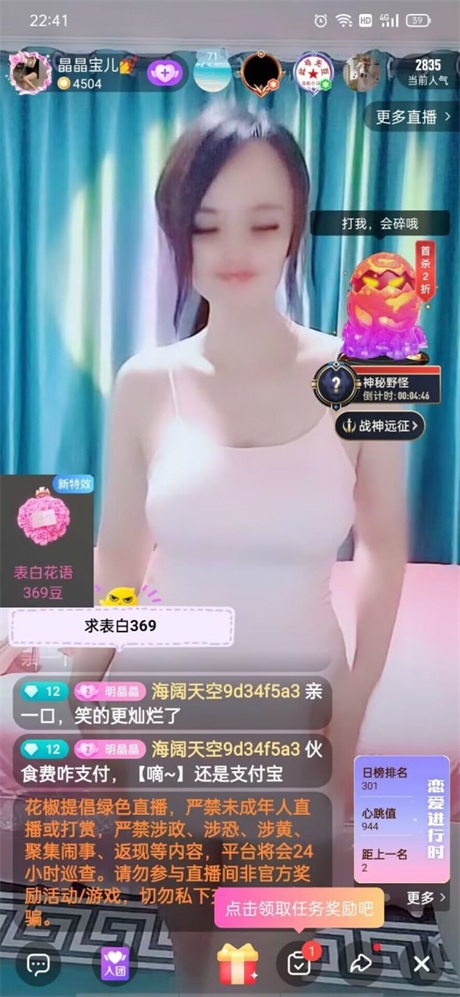 22:41
HD
4G
39
晶晶宝儿
4504
71
2835
当前人气
更多直播
打我，会碎哦
首杀2折
?
神秘野怪
倒计时: 00:04:46
战神远征
新特效
表白花语
369豆
求表白369
12 2 明晶晶 海阔天空9d34f5a3 亲
一口，笑的更灿烂了
12 2 明晶晶 海阔天空9d34f5a3 伙
食费咋支付，【嘀~】还是支付宝
花椒提倡绿色直播，严禁未成年人直
播或打赏，严禁涉政、涉恐、涉黄、
聚集闹事、返现等内容，平台将会24
小时巡查。请勿参与直播间非官方奖
励活动/游戏，切勿私下
骗。
日榜排名
301
心跳值
944
距上一名
2
恋爱进行时
更多
点击领取任务奖励吧
人团
1